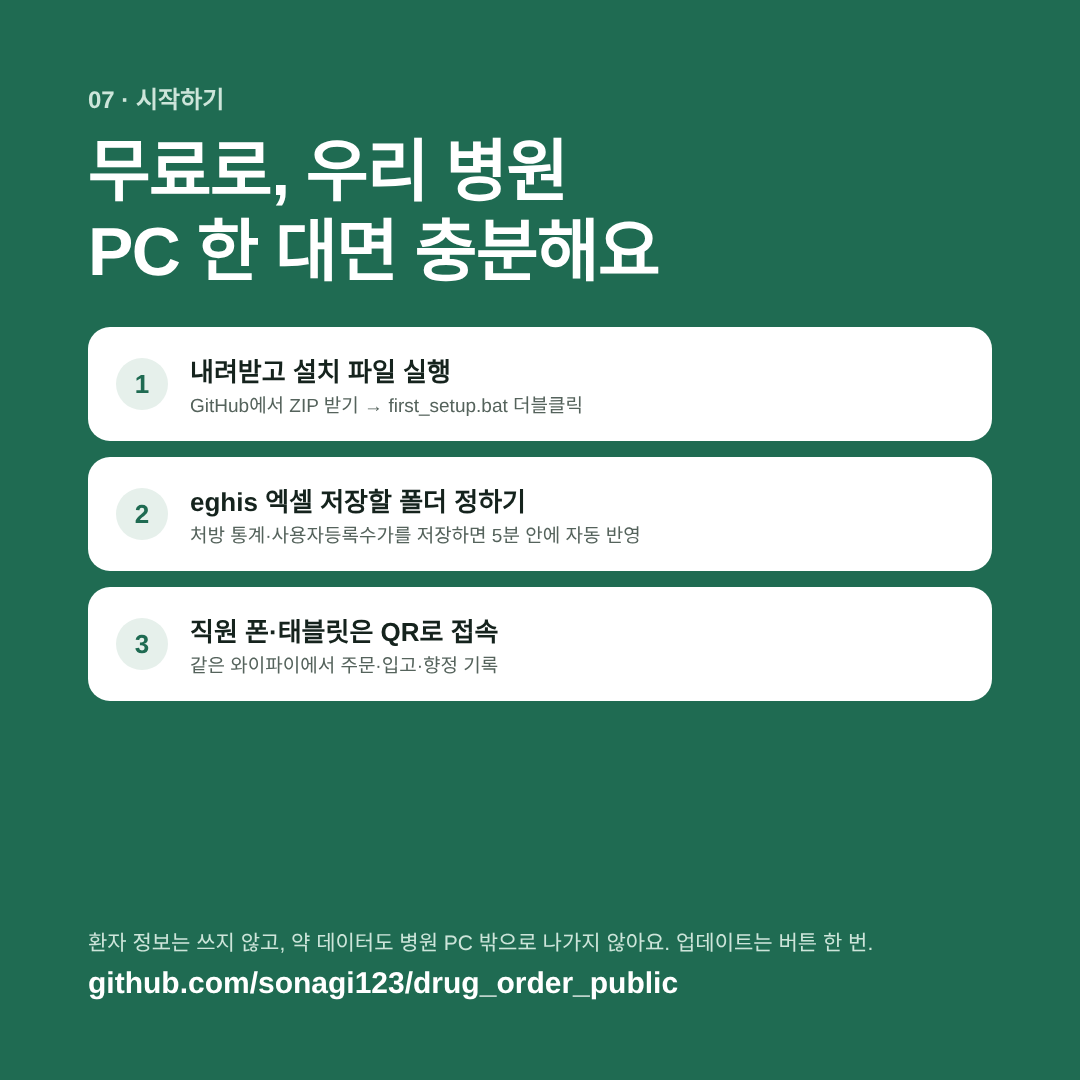 07 · 시작하기
무료로, 우리 병원
PC 한 대면 충분해요
1
내려받고 설치 파일 실행
GitHub에서 ZIP 받기 → first_setup.bat 더블클릭
2
eghis 엑셀 저장할 폴더 정하기
처방 통계·사용자등록수가를 저장하면 5분 안에 자동 반영
3
직원 폰·태블릿은 QR로 접속
같은 와이파이에서 주문·입고·향정 기록
환자 정보는 쓰지 않고, 약 데이터도 병원 PC 밖으로 나가지 않아요. 업데이트는 버튼 한 번.
github.com/sonagi123/drug_order_public